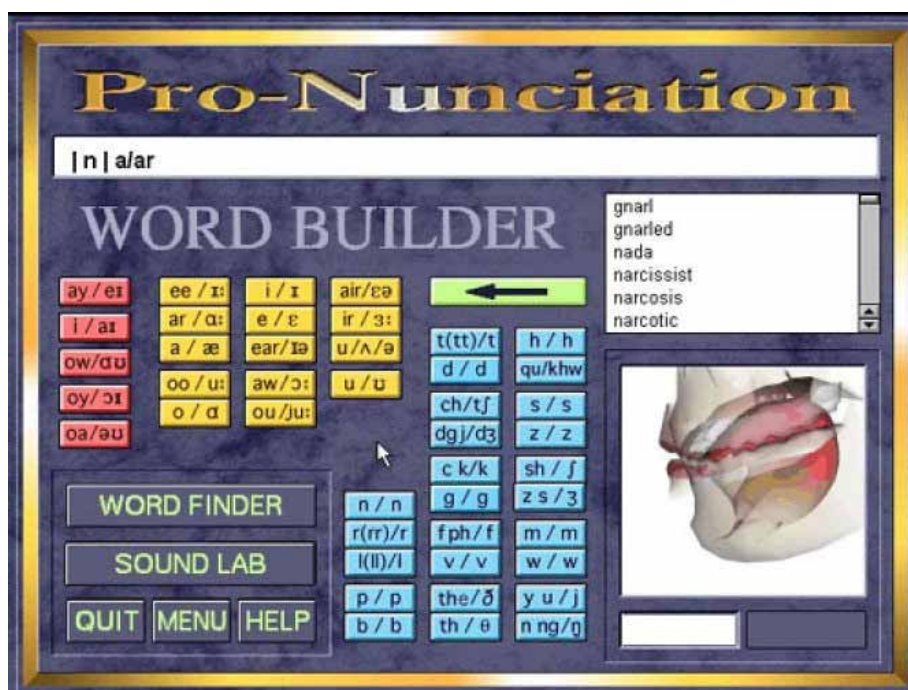 Pro-Nunciation
| n | a/ar
WORD BUILDER
gnarl
gnarled
nada
narcissist
narcosis
narcotic
ay / eɪ
i / aɪ
ow/ɑʊ
oy / ɔɪ
oa/əʊ
ee / ɪː
ar / ɑː
a / æ
oo / uː
o / ɑ
i / ɪ
e / ɛ
ear/ɪə
aw/ɔː
ou/juː
air/ɛə
ir / ɜː
u/ʌ/ə
u / ʊ
t(tt)/t
d / d
ch/tʃ
dgj/dʒ
c k/k
g / g
f ph/f
v / v
the/ð
th / θ
h / h
qu/khw
s / s
z / z
sh / ʃ
z s/ʒ
m / m
w / w
y u / j
n ng/ŋ
n / n
r(rr)/r
l(ll)/l
p / p
b / b
WORD FINDER
SOUND LAB
QUIT MENU HELP